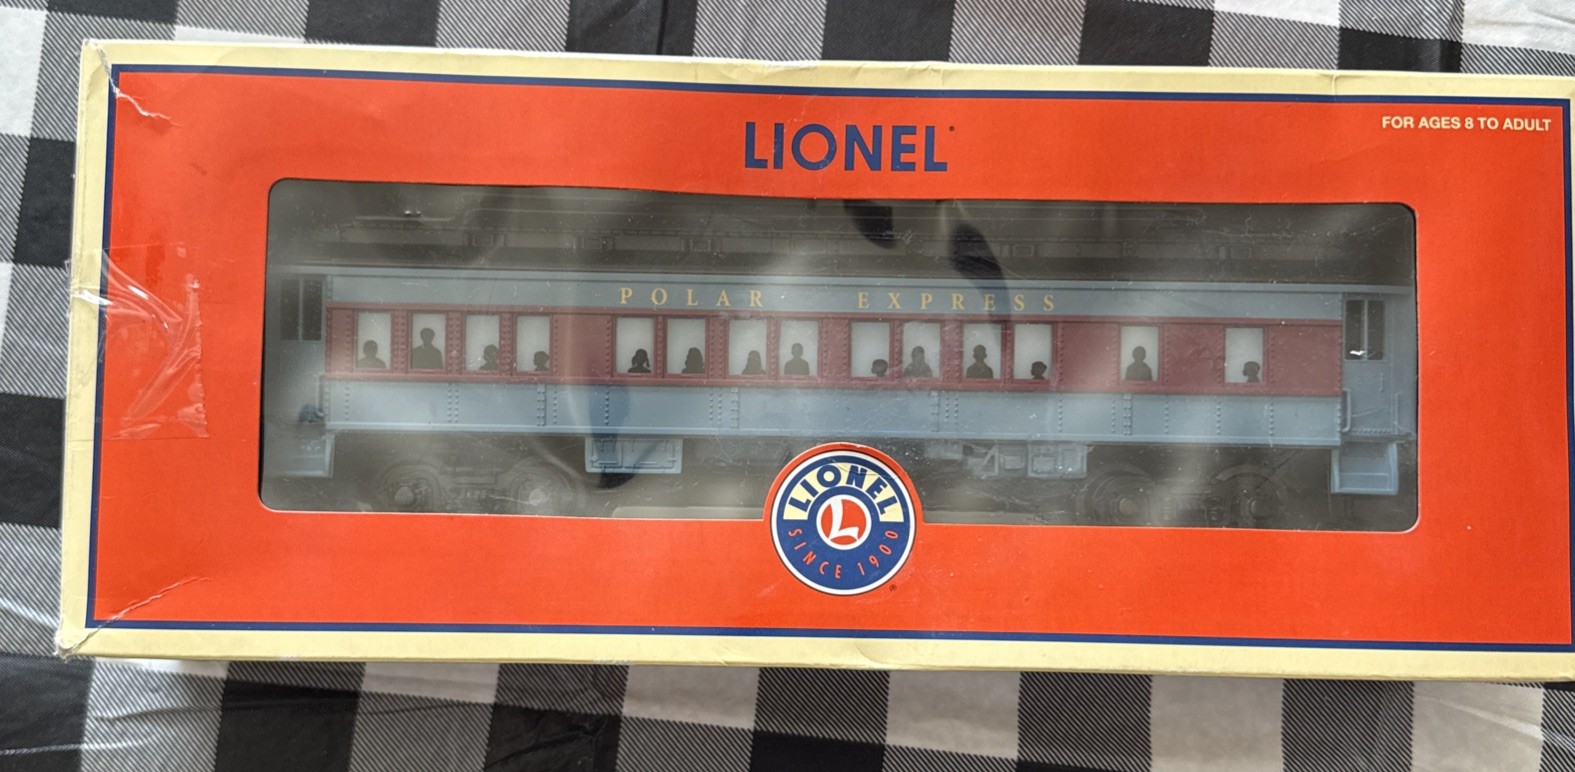 LIONEL
FOR AGES 8 TO ADULT
POLAR EXPRESS
LIONEL
L
SINCE 1900